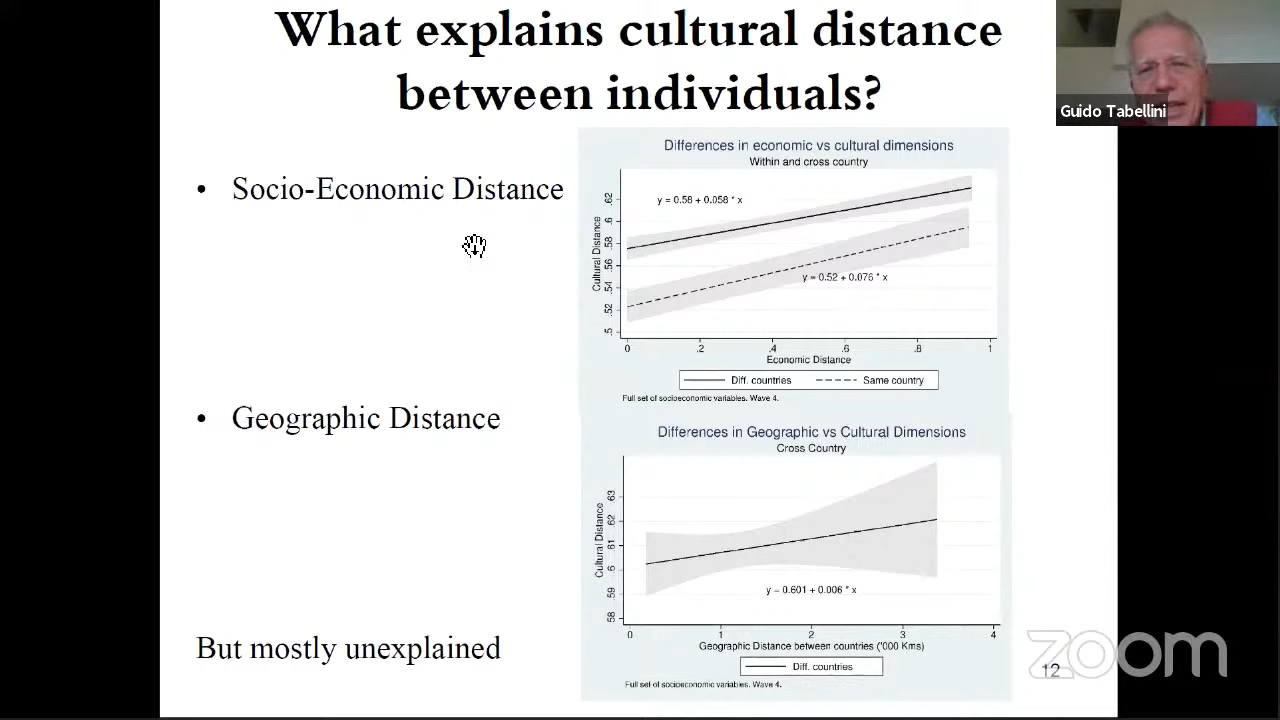 What explains cultural distance
between individuals?
Guido Tabellini
• Socio-Economic Distance
Differences in economic vs cultural dimensions
Within and cross country
y = 0.58 + 0.058 * x
y = 0.52 + 0.076 * x
Cultural Distance
.5 .52 .54 .56 .58 .6 .62
0 .2 .4 .6 .8 1
Economic Distance
Diff. countries Same country
Full set of socioeconomic variables. Wave 4.
• Geographic Distance
Differences in Geographic vs Cultural Dimensions
Cross Country
Cultural Distance
.58 .59 .6 .61 .62 .63
y = 0.601 + 0.006 * x
0 1 2 3 4
Geographic Distance between countries ('000 Kms)
Diff. countries
Full set of socioeconomic variables. Wave 4.
But mostly unexplained
12
zoom